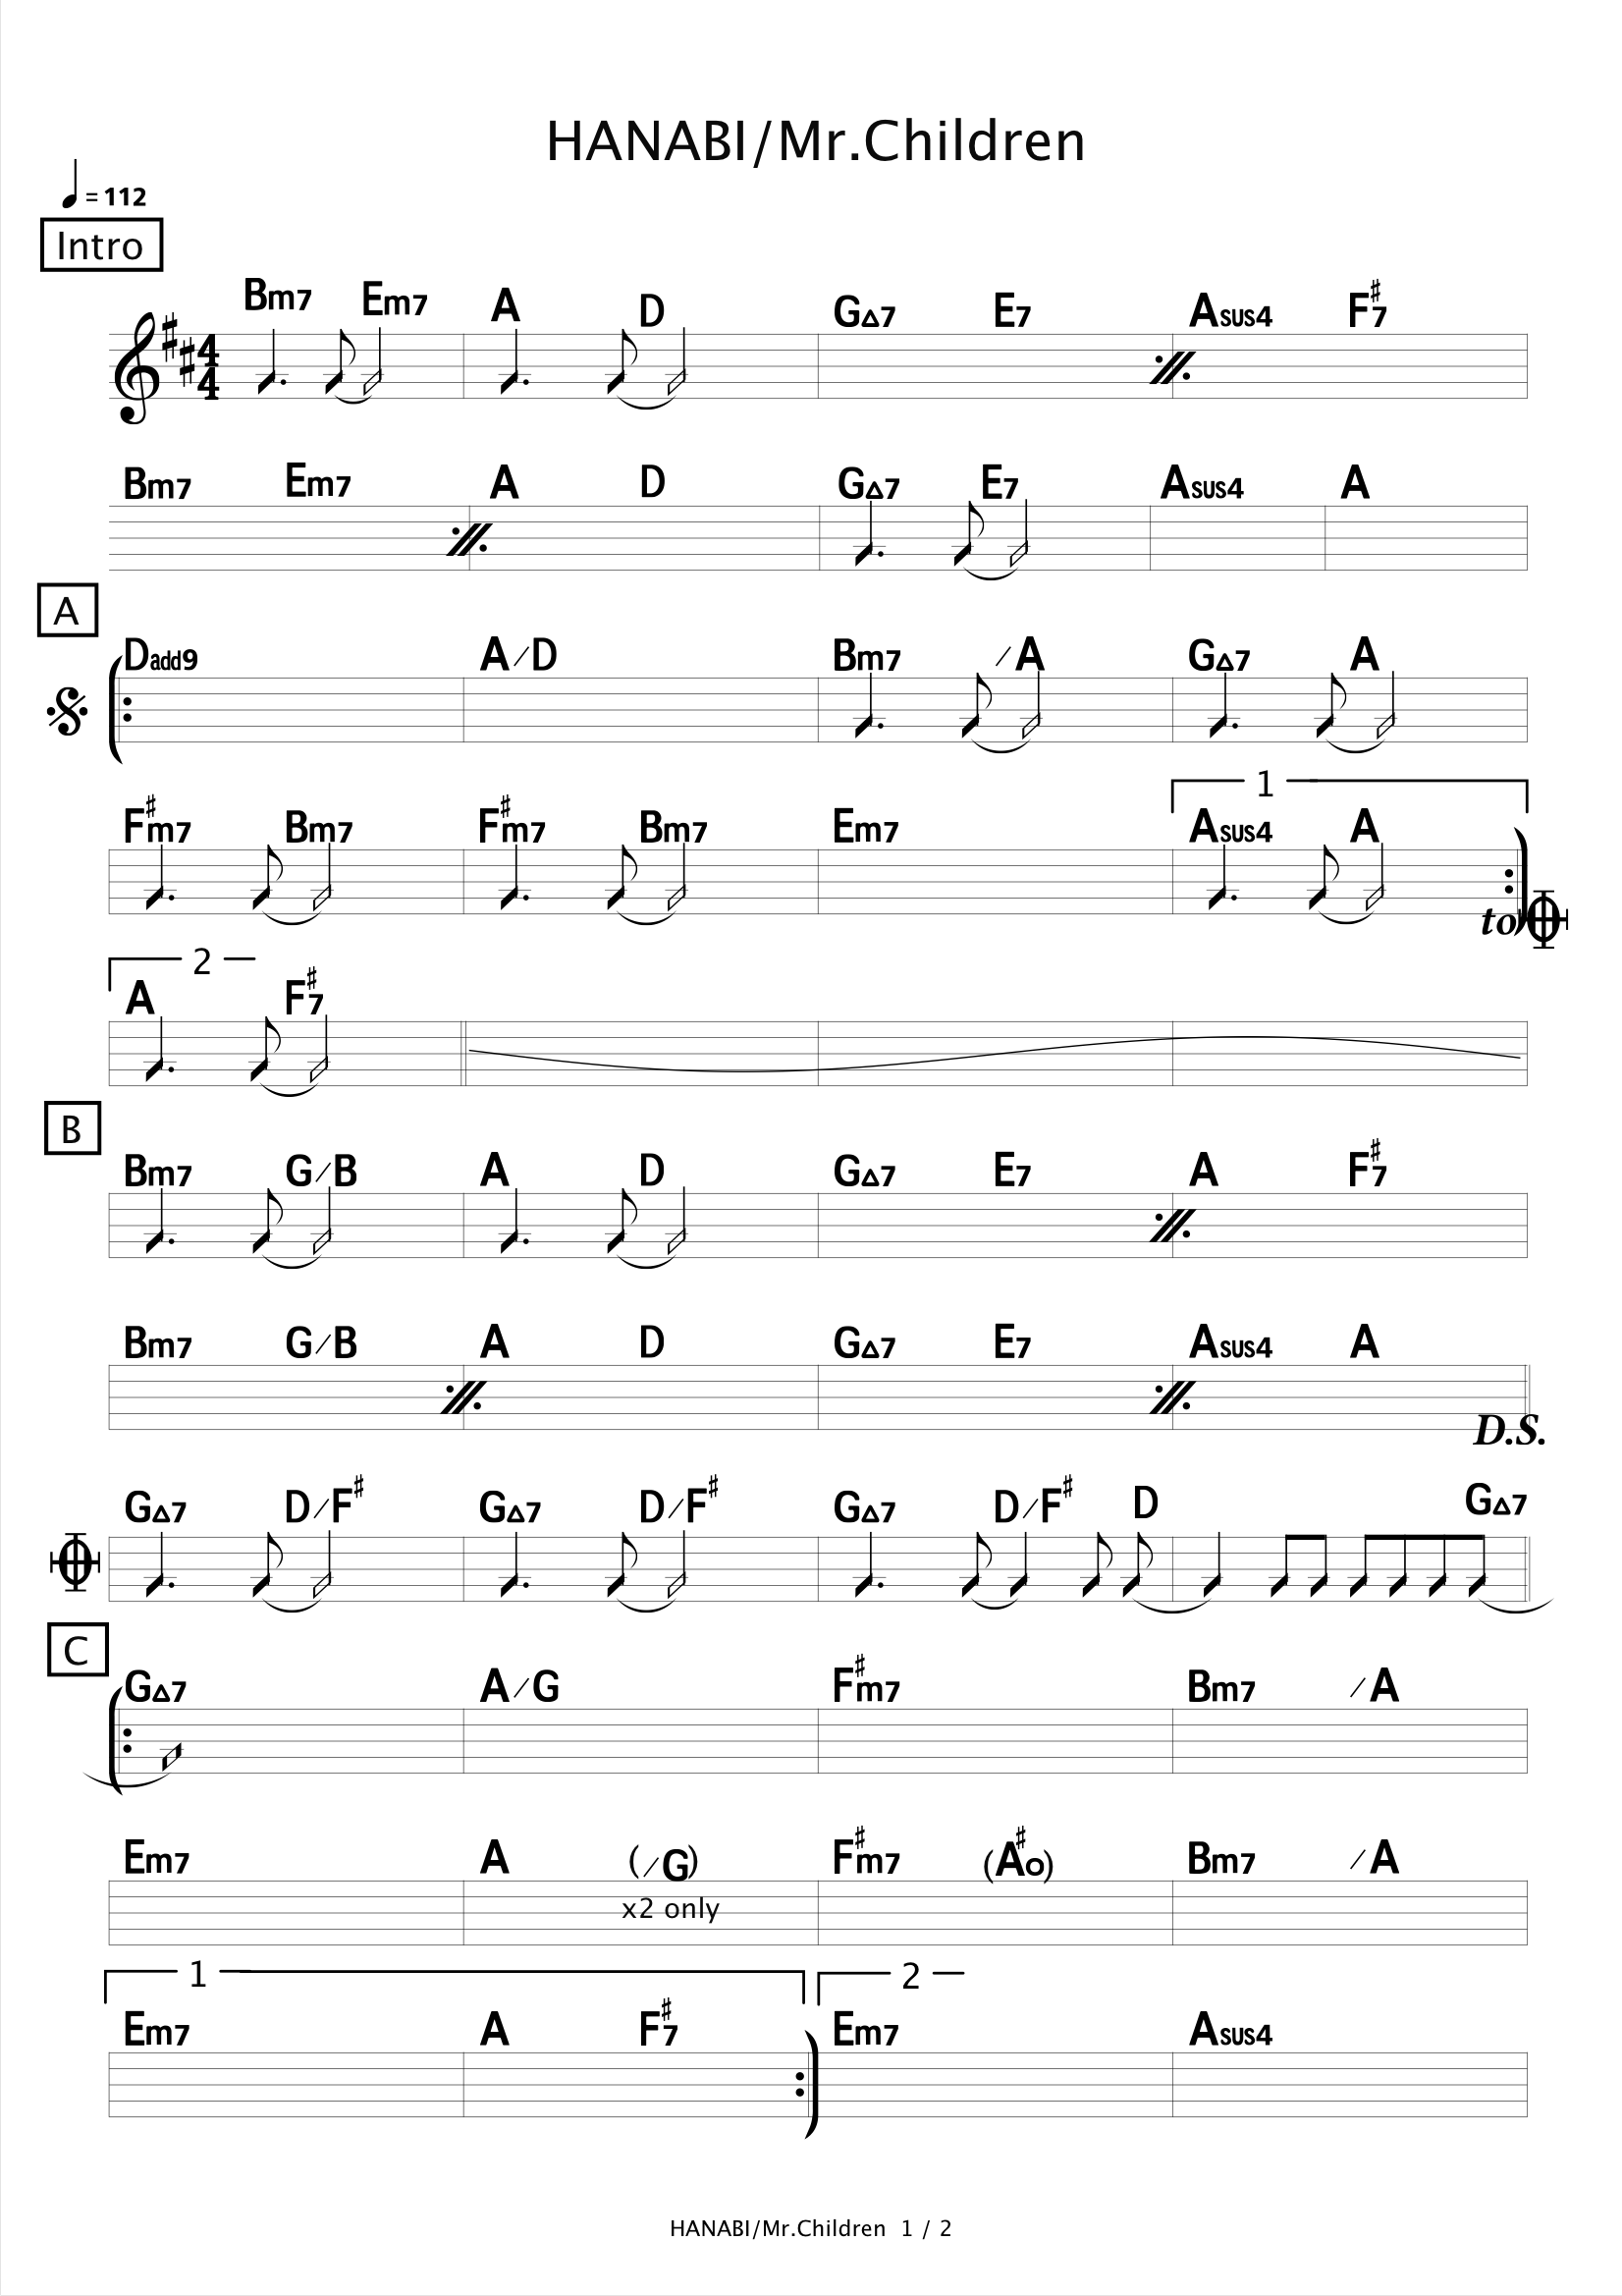 HANABI/Mr.Children
♩ = 112
Intro
Bm7 Em7 A D G△7 E7 Asus4 F♯7
4
4
Bm7 Em7 A D G△7 E7 Asus4 A
A
Dadd9 A/D Bm7 /A G△7 A
1
F♯m7 Bm7 F♯m7 Bm7 Em7 Asus4 A
to
2
A F♯7
B
Bm7 G/B A D G△7 E7 A F♯7
Bm7 G/B A D G△7 E7 Asus4 A
D.S.
G△7 D/F♯ G△7 D/F♯ G△7 D/F♯ D G△7
C
G△7 A/G F♯m7 Bm7 /A
Em7 A (/G) F♯m7 (A♯o) Bm7 /A
x2 only
1 2
Em7 A F♯7 Em7 Asus4
HANABI/Mr.Children 1 / 2